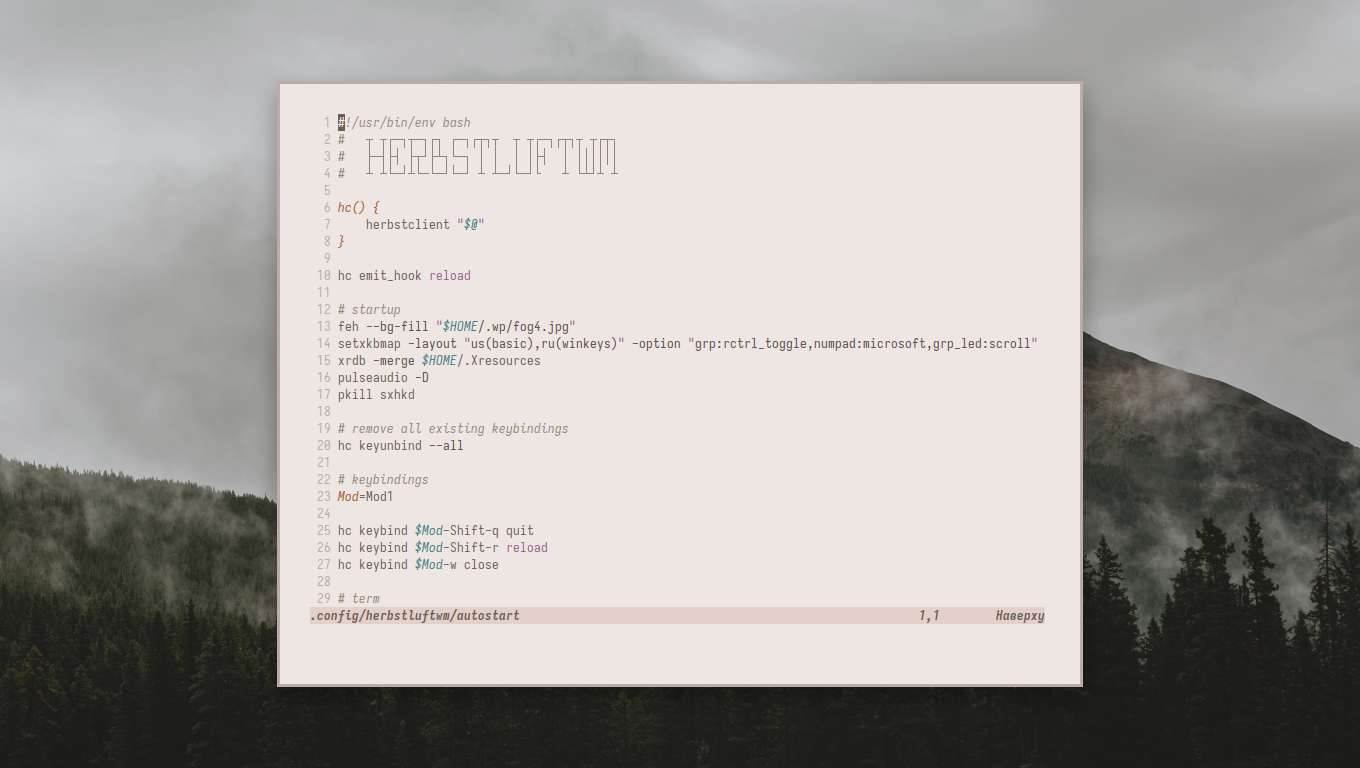 1 #!/usr/bin/env bash
2 #
3 # HERBSTLUFTWM
4 #
5
6 hc() {
7     herbstclient "$@"
8 }
9
10 hc emit_hook reload
11
12 # startup
13 feh --bg-fill "$HOME/.wp/fog4.jpg"
14 setxkbmap -layout "us(basic),ru(winkeys)" -option "grp:rctrl_toggle,numpad:microsoft,grp_led:scroll"
15 xrdb -merge $HOME/.Xresources
16 pulseaudio -D
17 pkill sxhkd
18
19 # remove all existing keybindings
20 hc keyunbind --all
21
22 # keybindings
23 Mod=Mod1
24
25 hc keybind $Mod-Shift-q quit
26 hc keybind $Mod-Shift-r reload
27 hc keybind $Mod-w close
28
29 # term
.config/herbstluftwm/autostart 1,1 Наверху